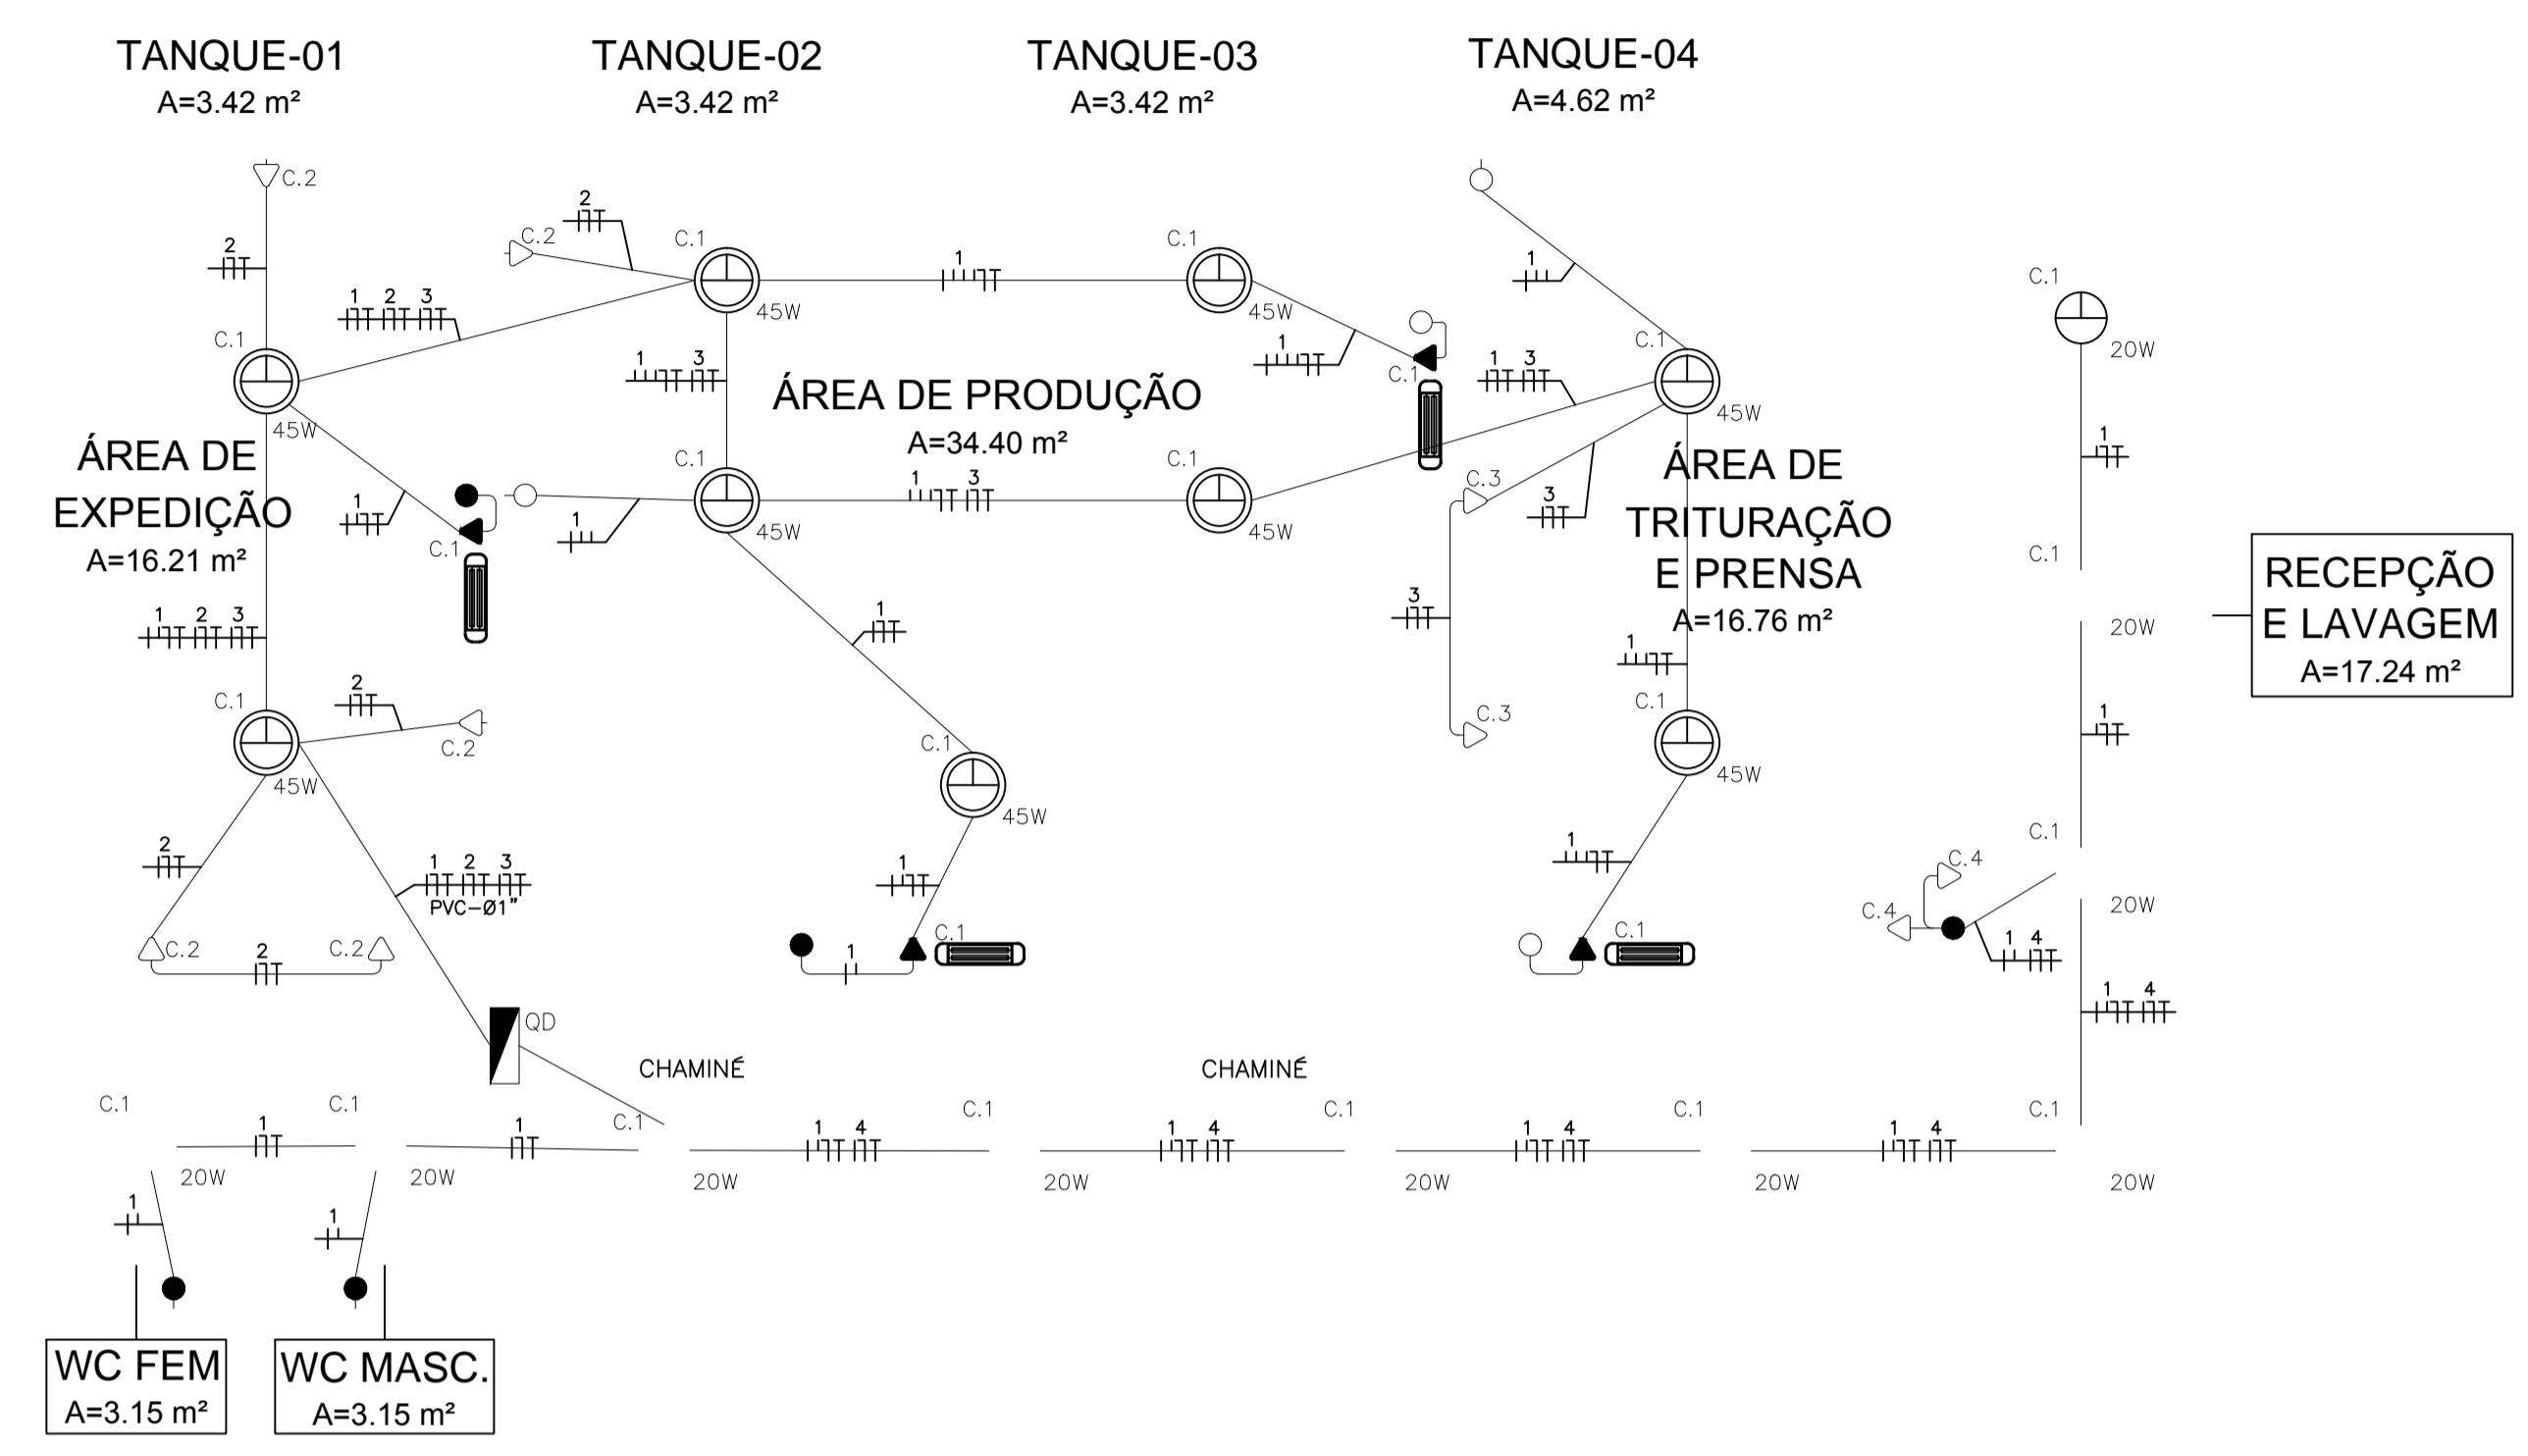 TANQUE-01
A=3.42 m²
TANQUE-02
A=3.42 m²
TANQUE-03
A=3.42 m²
TANQUE-04
A=4.62 m²
C.2
2
C.2
2
C.1
1
C.1
1
C.1
2
1 2 3
45W
45W
C.1
20W
C.1
1 3
1
C.1
C.1
1 3
45W
45W
ÁREA DE PRODUÇÃO
A=34.40 m²
ÁREA DE
EXPEDIÇÃO
A=16.21 m²
1
C.1
C.1
1
45W
1 3
C.1
45W
C.3
3
3
C.3
ÁREA DE
TRITURAÇÃO
E PRENSA
A=16.76 m²
1
C.1
20W
RECEPÇÃO
E LAVAGEM
A=17.24 m²
1 2 3
1
1
C.1
45W
2
C.2
C.1
45W
C.1
45W
1
C.1
20W
2
1 2 3
PVC-Ø1"
1
1
C.4
C.4
1 4
C.2
2
C.2
1
C.1
C.1
1 4
QD
CHAMINÉ
CHAMINÉ
C.1
1
C.1
1
C.1
1 4
C.1
1 4
C.1
1 4
C.1
1 4
C.1
20W
20W
20W
20W
20W
20W
20W
1
1
WC FEM
A=3.15 m²
WC MASC.
A=3.15 m²